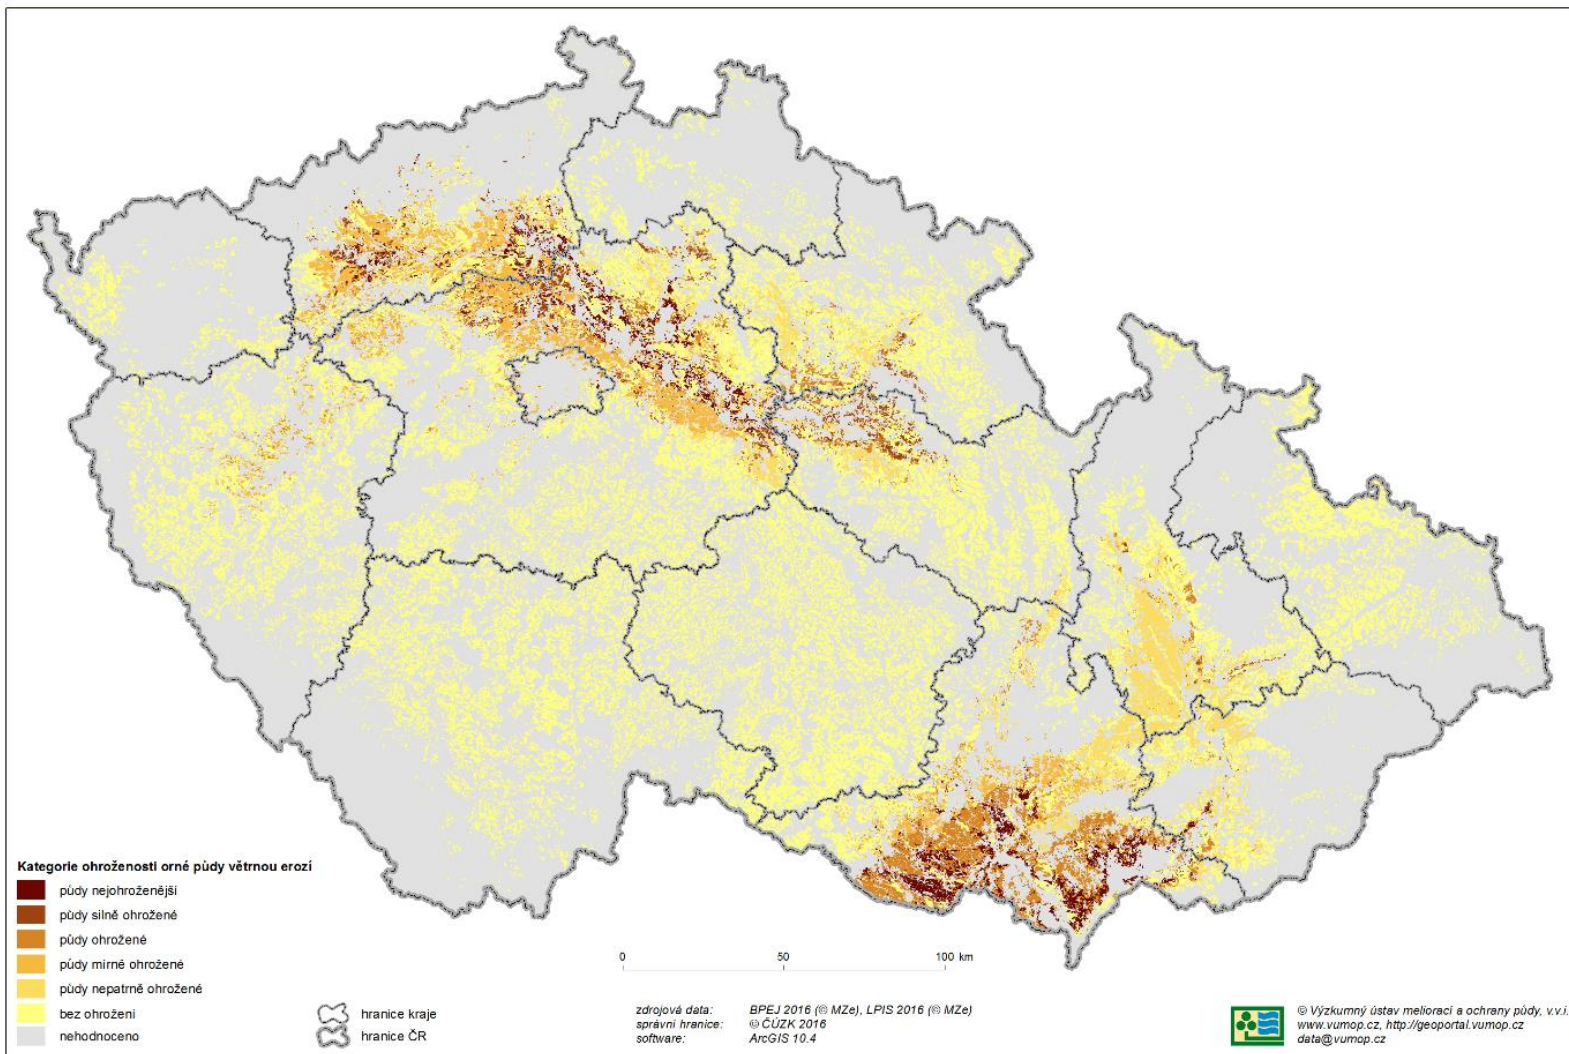 Kategorie ohroženosti orné půdy větrnou erozí
půdy nejohroženější
půdy silně ohrožené
půdy ohrožené
půdy mírně ohrožené
půdy nepatrně ohrožené
bez ohrožení
nehodnoceno
hranice kraje
hranice ČR
0 50 100 km
zdrojová data: BPEJ 2016 (© MZe), LPIS 2016 (© MZe)
správní hranice: © ČÚZK 2016
software: ArcGIS 10.4
© Výzkumný ústav meliorací a ochrany půdy, v.v.i.
www.vumop.cz, http://geoportal.vumop.cz
data@vumop.cz